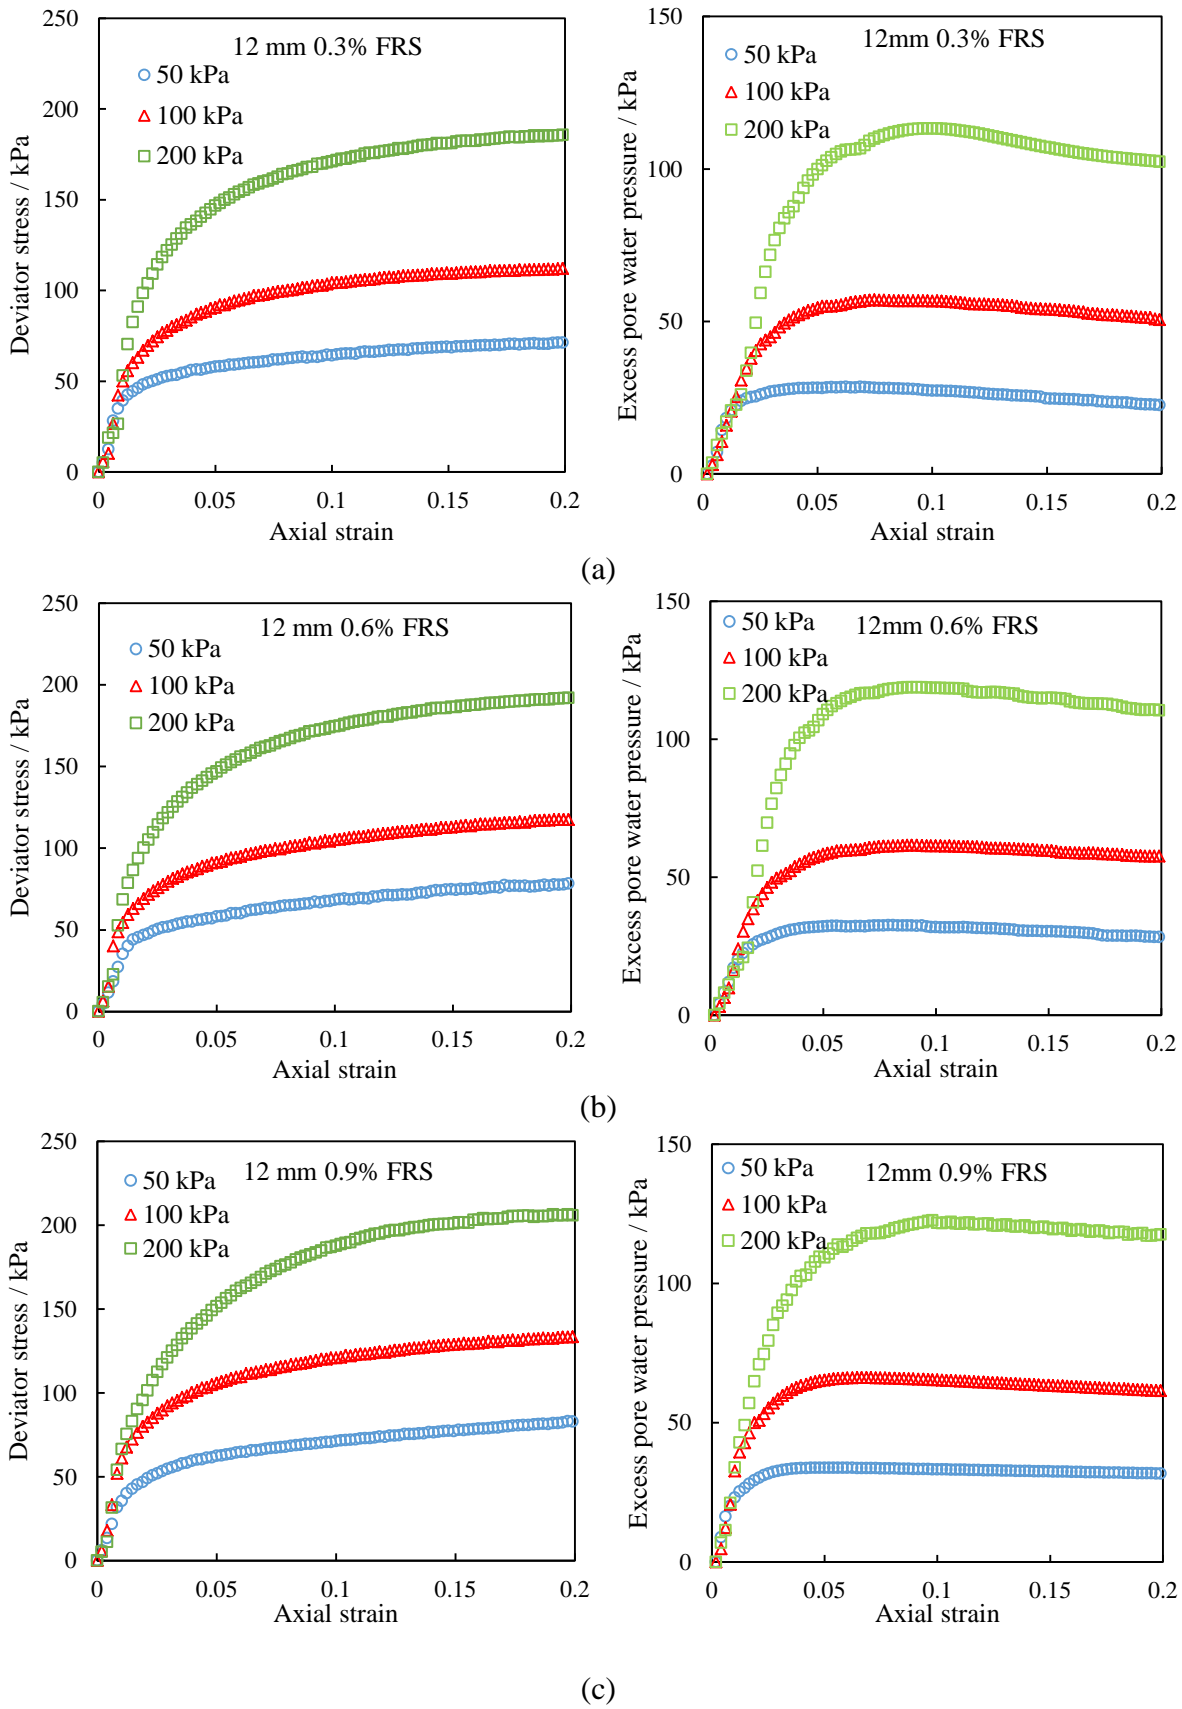 250
200
150
100
50
0
0
0.05
0.1
0.15
0.2
Deviator stress / kPa
Axial strain
12 mm 0.3% FRS
50 kPa
100 kPa
200 kPa
150
100
50
0
0
0.05
0.1
0.15
0.2
Excess pore water pressure / kPa
Axial strain
12mm 0.3% FRS
50 kPa
100 kPa
200 kPa
(a)
250
200
150
100
50
0
0
0.05
0.1
0.15
0.2
Deviator stress / kPa
Axial strain
12 mm 0.6% FRS
50 kPa
100 kPa
200 kPa
150
100
50
0
0
0.05
0.1
0.15
0.2
Excess pore water pressure / kPa
Axial strain
12mm 0.6% FRS
50 kPa
100 kPa
200 kPa
(b)
250
200
150
100
50
0
0
0.05
0.1
0.15
0.2
Deviator stress / kPa
Axial strain
12 mm 0.9% FRS
50 kPa
100 kPa
200 kPa
150
100
50
0
0
0.05
0.1
0.15
0.2
Excess pore water pressure / kPa
Axial strain
12mm 0.9% FRS
50 kPa
100 kPa
200 kPa
(c)